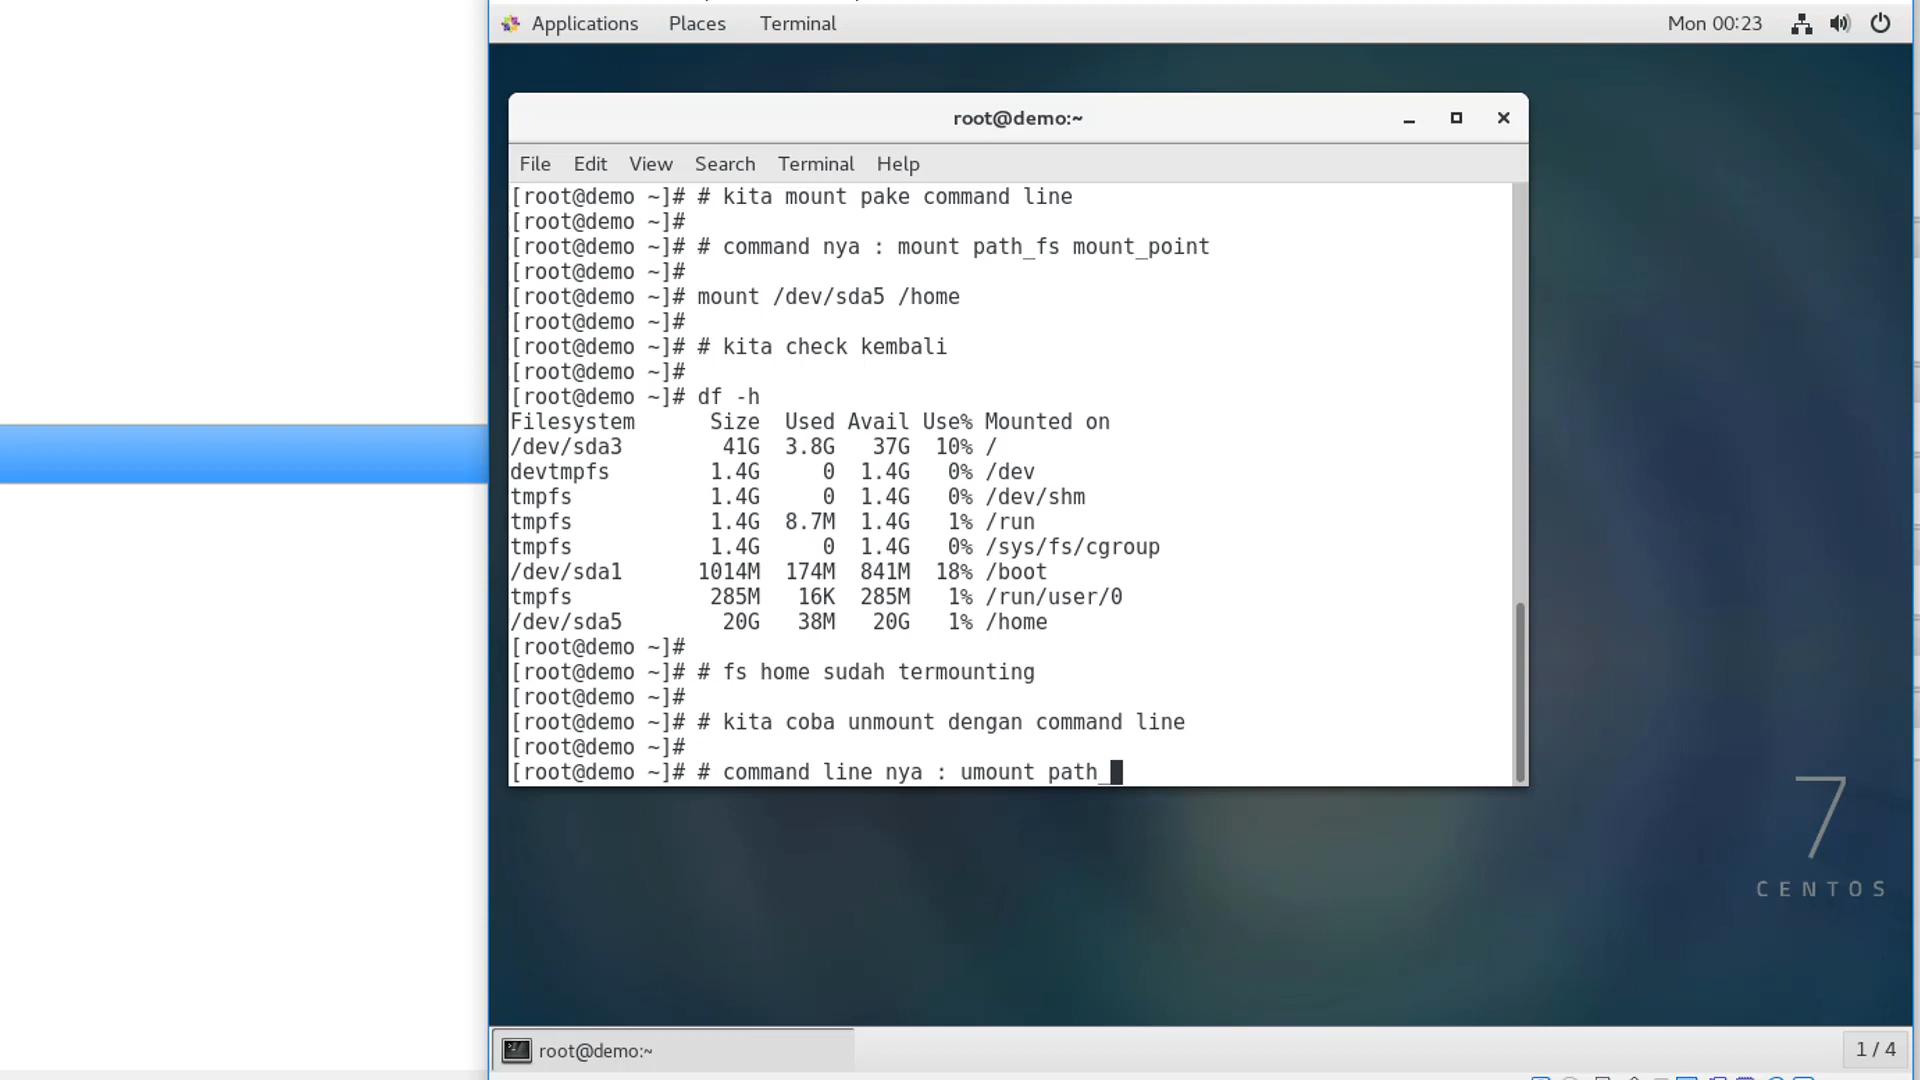 Applications Places Terminal Mon 00:23
root@demo:~
File Edit View Search Terminal Help
[root@demo ~]# # kita mount pake command line
[root@demo ~]#
[root@demo ~]# # command nya : mount path_fs mount_point
[root@demo ~]#
[root@demo ~]# mount /dev/sda5 /home
[root@demo ~]#
[root@demo ~]# # kita check kembali
[root@demo ~]#
[root@demo ~]# df -h
Filesystem Size Used Avail Use% Mounted on
/dev/sda3 41G 3.8G 37G 10% /
devtmpfs 1.4G 0 1.4G 0% /dev
tmpfs 1.4G 0 1.4G 0% /dev/shm
tmpfs 1.4G 8.7M 1.4G 1% /run
tmpfs 1.4G 0 1.4G 0% /sys/fs/cgroup
/dev/sda1 1014M 174M 841M 18% /boot
tmpfs 285M 16K 285M 1% /run/user/0
/dev/sda5 20G 38M 20G 1% /home
[root@demo ~]#
[root@demo ~]# # fs home sudah termounting
[root@demo ~]#
[root@demo ~]# # kita coba unmount dengan command line
[root@demo ~]#
[root@demo ~]# # command line nya : umount path_
7
CENTOS
root@demo:~
1 / 4